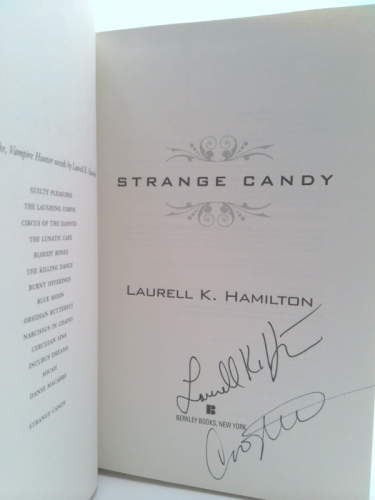 Vampire Hunter novels by Laurell K. Hamilton
GUILTY PLEASURES
THE LAUGHING CORPSE
CIRCUS OF THE DAMNED
THE LUNATIC CAFE
BLOODY BONES
THE KILLING DANCE
BURNT OFFERINGS
BLUE MOON
OBSIDIAN BUTTERFLY
NARCISSUS IN CHAINS
CERULEAN SINS
INCUBUS DREAMS
MICAH
DANSE MACABRE
STRANGE CANDY
STRANGE CANDY
LAURELL K. HAMILTON
Laurell K. H
B
BERKLEY BOOKS, NEW YORK